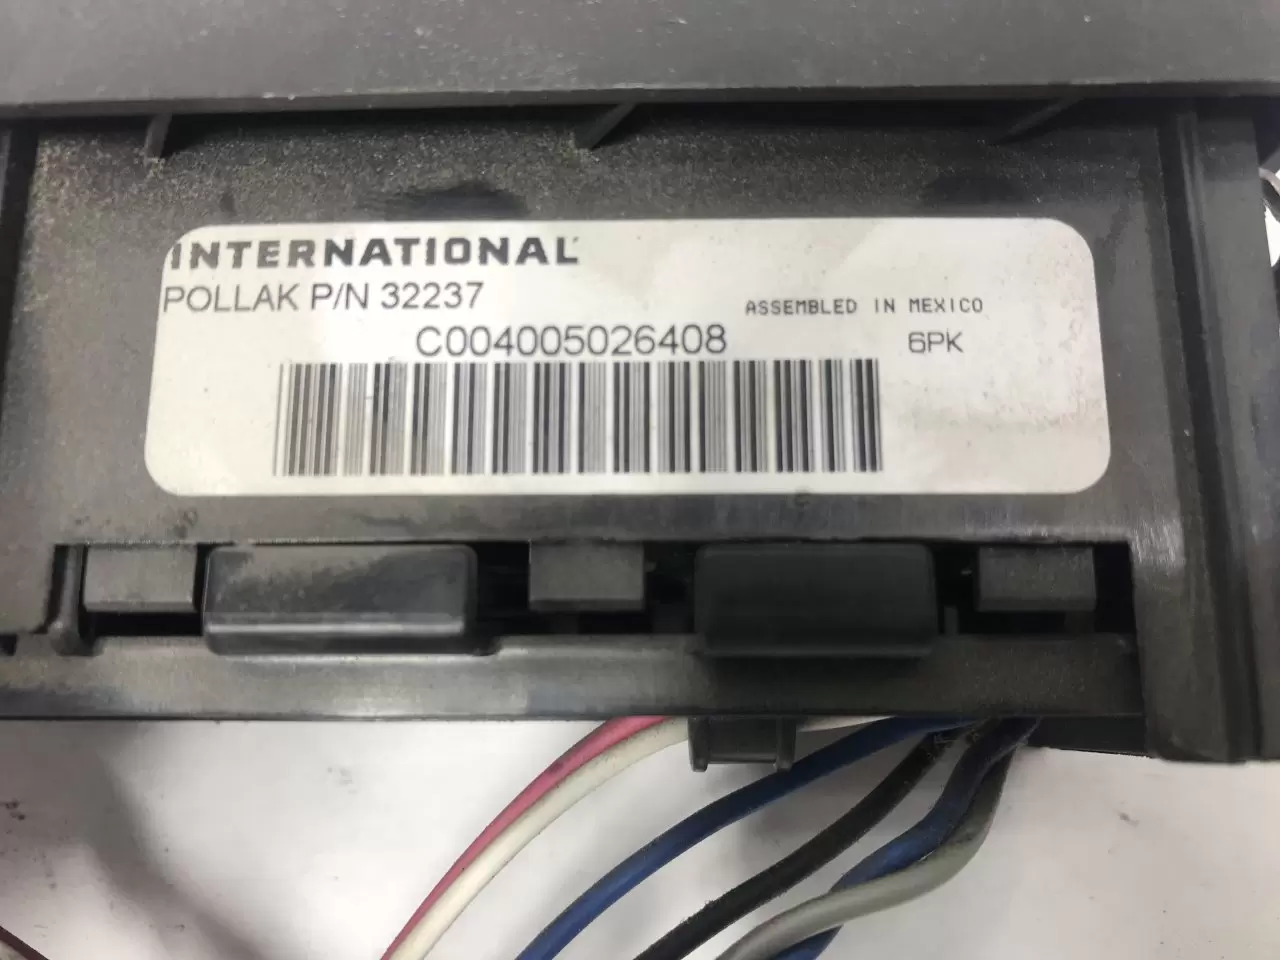 INTERNATIONAL
POLLAK P/N 32237
ASSEMBLED IN MEXICO
C004005026408
6PK